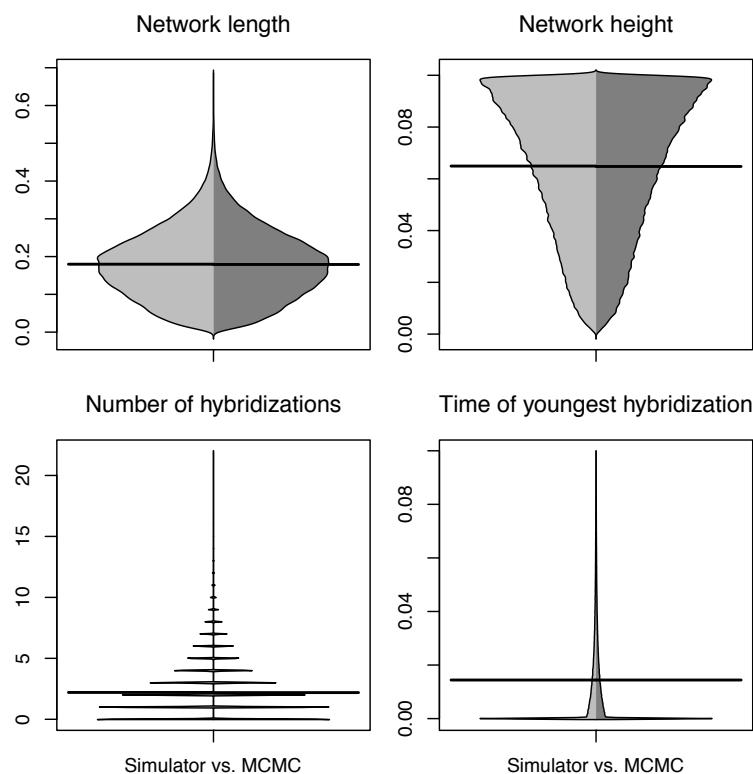 Network length
Network height
0.6
0.4
0.2
0.0
0.08
0.04
0.00
Number of hybridizations
Time of youngest hybridization
20
15
10
5
0
0.08
0.04
0.00
Simulator vs. MCMC
Simulator vs. MCMC